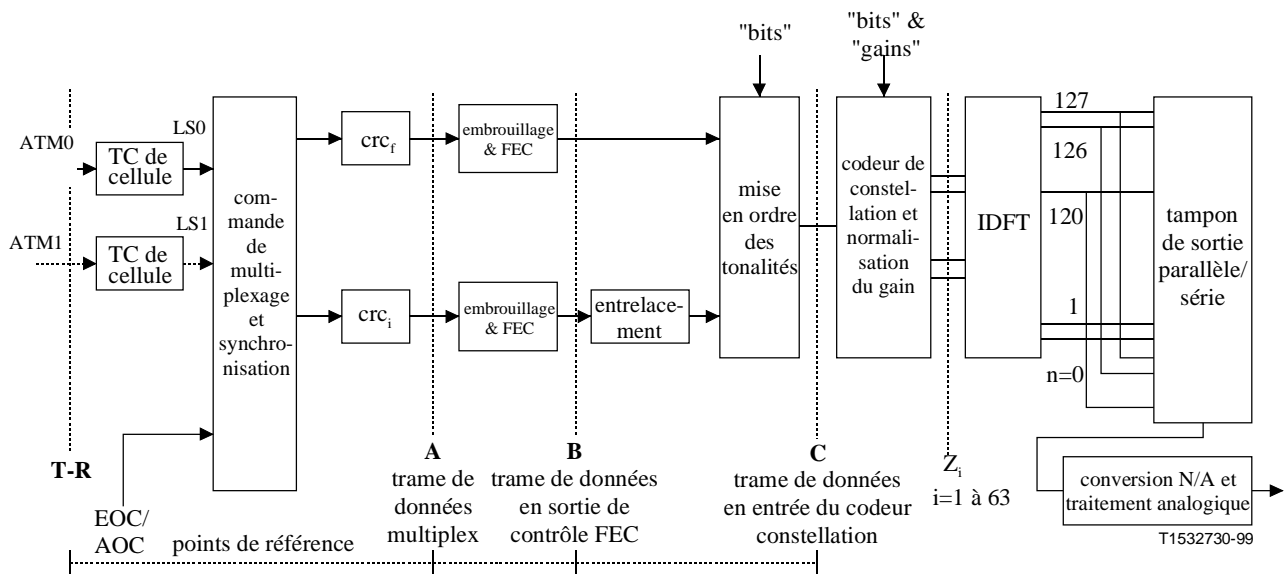 "bits"
"bits" &
"gains"
ATM0
LS0
TC de
cellule
ATM1
LS1
TC de
cellule
com-
mande
de
multi-
plexage
et
synchro-
nisation
crc_f
crc_i
embrouillage
& FEC
embrouillage
& FEC
entrelace-
ment
mise
en ordre
des
tonalités
codeur de
constel-
lation et
normali-
sation
du gain
IDFT
127
126
120
1
n=0
tampon
de sortie
parallèle/
série
T-R
EOC/
AOC
points de référence
A
trame de
données
multiplex
B
trame de données
en sortie de
contrôle FEC
C
trame de données
en entrée du codeur
constellation
Z_i
i=1 à 63
conversion N/A et
traitement analogique
T1532730-99